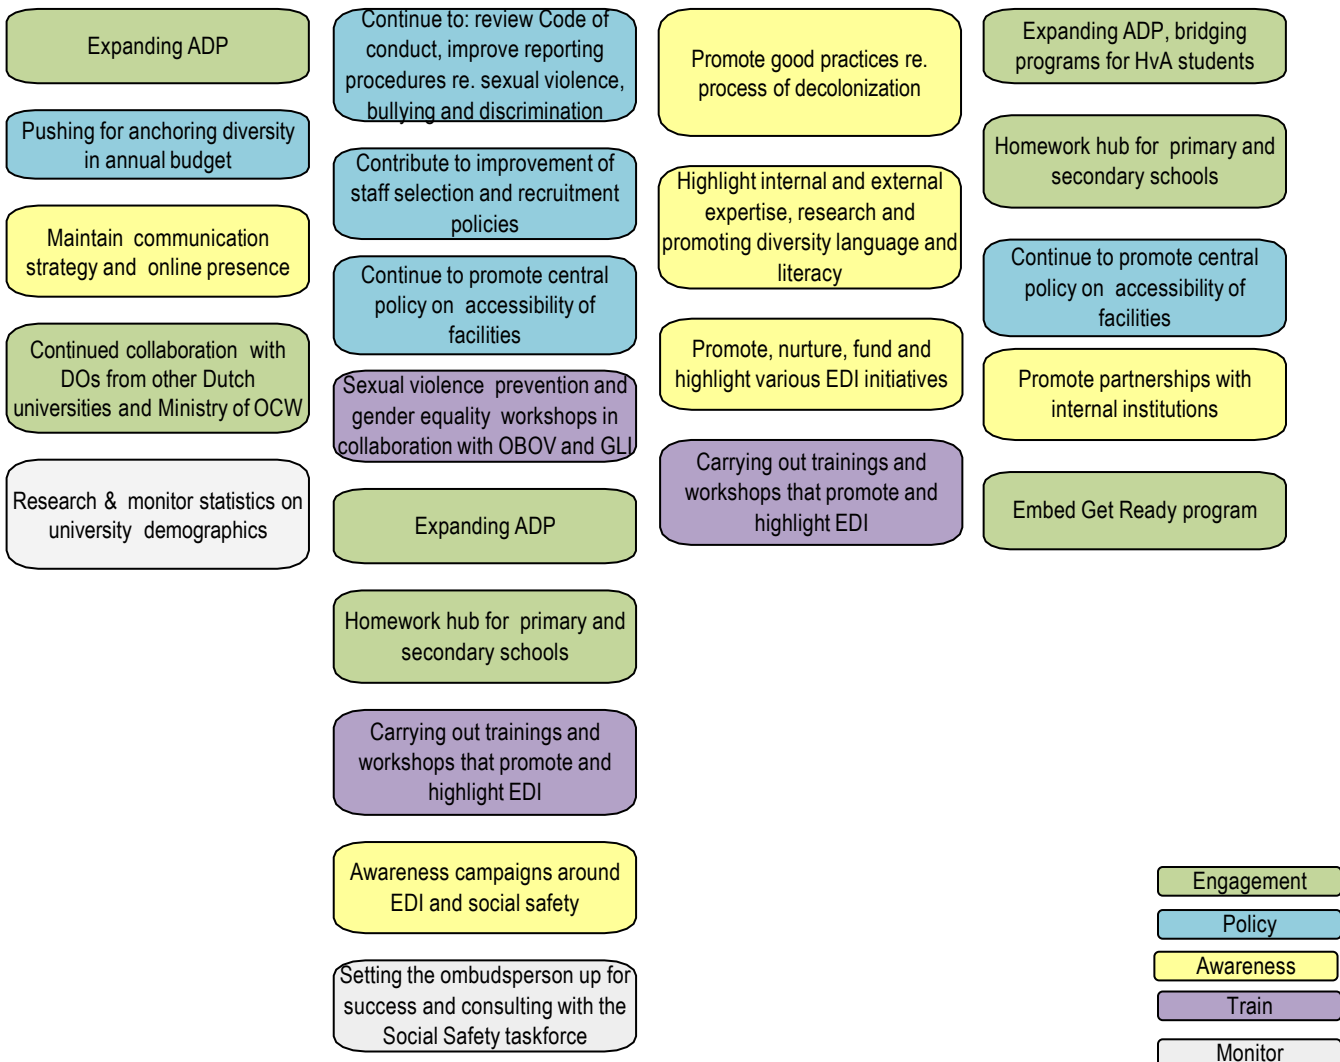 Expanding ADP
Pushing for anchoring diversity
in annual budget
Maintain communication
strategy and online presence
Continued collaboration with
DOs from other Dutch
universities and Ministry of OCW
Research & monitor statistics on
university demographics
Continue to: review Code of
conduct, improve reporting
procedures re. sexual violence,
bullying and discrimination
Contribute to improvement of
staff selection and recruitment
policies
Continue to promote central
policy on accessibility of
facilities
Sexual violence prevention and
gender equality workshops in
collaboration with OBOV and GLI
Expanding ADP
Homework hub for primary and
secondary schools
Carrying out trainings and
workshops that promote and
highlight EDI
Awareness campaigns around
EDI and social safety
Setting the ombudsperson up for
success and consulting with the
Social Safety taskforce
Promote good practices re.
process of decolonization
Highlight internal and external
expertise, research and
promoting diversity language and
literacy
Promote, nurture, fund and
highlight various EDI initiatives
Carrying out trainings and
workshops that promote and
highlight EDI
Expanding ADP, bridging
programs for HvA students
Homework hub for primary and
secondary schools
Continue to promote central
policy on accessibility of
facilities
Promote partnerships with
internal institutions
Embed Get Ready program
Engagement
Policy
Awareness
Train
Monitor